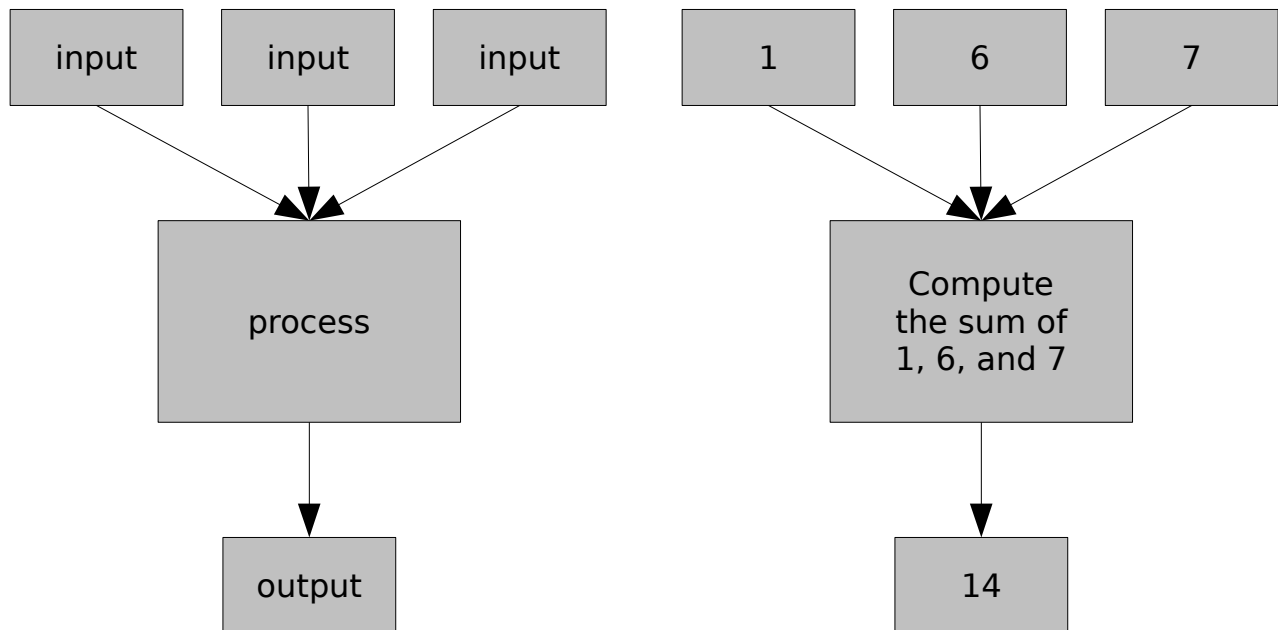 input
input
input
1
6
7
process
Compute
the sum of
1, 6, and 7
output
14